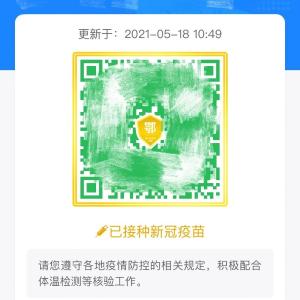 更新于：2021-05-18 10:49
鄂
已接种新冠疫苗
请您遵守各地疫情防控的相关规定，积极配合
体温检测等核验工作。